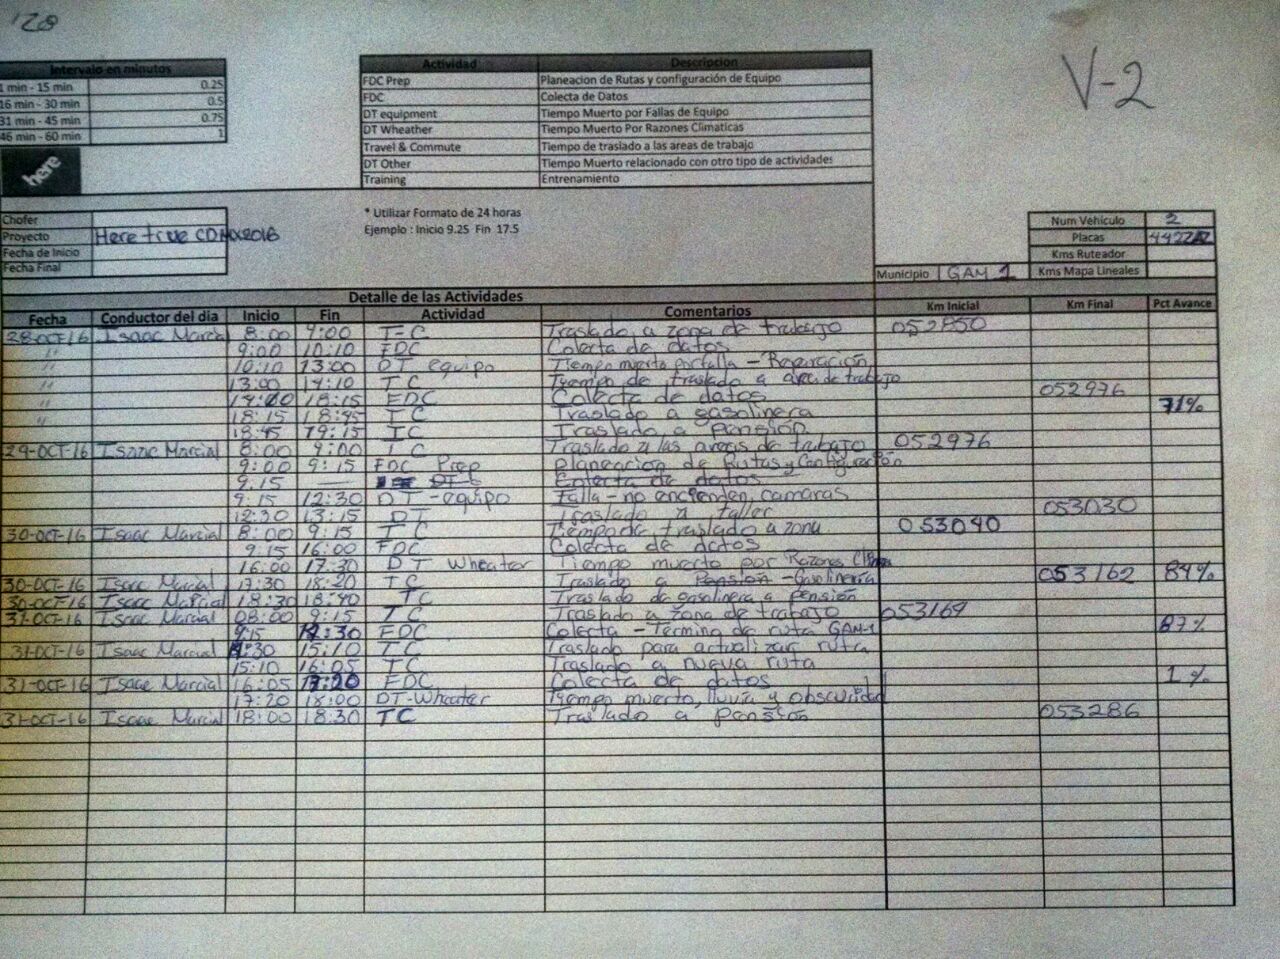 '28
V-2
Intervalo en minutos
1 min - 15 min 0.25
16 min - 30 min 0.5
31 min - 45 min 0.75
46 min - 60 min 1
here
Actividad Descripcion
FDC Prep Planeacion de Rutas y configuración de Equipo
FDC Colecta de Datos
DT equipment Tiempo Muerto por Fallas de Equipo
DT Wheather Tiempo Muerto Por Razones Climaticas
Travel & Commute Tiempo de traslado a las areas de trabajo
DT Other Tiempo Muerto relacionado con otro tipo de actividades
Training Entrenamiento
* Utilizar Formato de 24 horas
Ejemplo : Inicio 9.25 Fin 17.5
Chofer
Proyecto Here true CDMX2016
Fecha de Inicio
Fecha Final
Num Vehículo 2
Placas
Kms Ruteador
Municipio GAM 1 Kms Mapa Lineales
Detalle de las Actividades
Fecha Conductor del dia Inicio Fin Actividad Comentarios Km Inicial Km Final Pct Avance
28-OCT-16 Isaac Marcial 8:00 9:00 T-C Traslado a zona de trabajo 052850
" 9:00 10:10 FDC Colecta de datos
" 10:10 13:00 DT equipo Tiempo muerto por falla - Reparación
" 13:00 14:10 TC Tiempo de traslado a area de trabajo
" 18:15 FDC Colecta de datos 052976
" 18:15 18:45 TC Traslado a gasolinera 71%
18:45 19:15 TC Traslado a Pensión
29-OCT-16 Isaac Marcial 8:00 9:00 TC Traslado a las areas de trabajo 052976
9:00 9:15 FDC Prep Planeacion de Rutas y Configuración
9:15 — Colecta de datos
9:15 12:30 DT-equipo Falla - no encienden camaras
12:30 13:15 DT Traslado a taller 053030
30-OCT-16 Isaac Marcial 8:00 9:15 TC Tiempo de traslado a zona 053040
9:15 16:00 FDC Colecta de datos
16:00 17:30 DT Wheater Tiempo muerto por Razones
30-OCT-16 Isaac Marcial 17:30 18:20 TC Traslado a Pensión - Gasolineria 053162 84%
30-OCT-16 Isaac Marcial 18:30 18:40 TC Traslado de gasolinera a pensión
31-OCT-16 Isaac Marcial 08:00 9:15 TC Traslado a zona de trabajo 053169
9:15 FDC Colecta - Termino de ruta GAM-1 87%
31-OCT-16 Isaac Marcial 15:10 TC Traslado para actualizar ruta
15:10 16:05 TC Traslado a nueva ruta
31-OCT-16 Isaac Marcial 16:05 17:20 FDC Colecta de datos 1%
17:20 18:00 DT-Wheater Tiempo muerto, lluvia y obscuridad
31-OCT-16 Isaac Marcial 18:00 18:30 TC Traslado a Pensión 053286